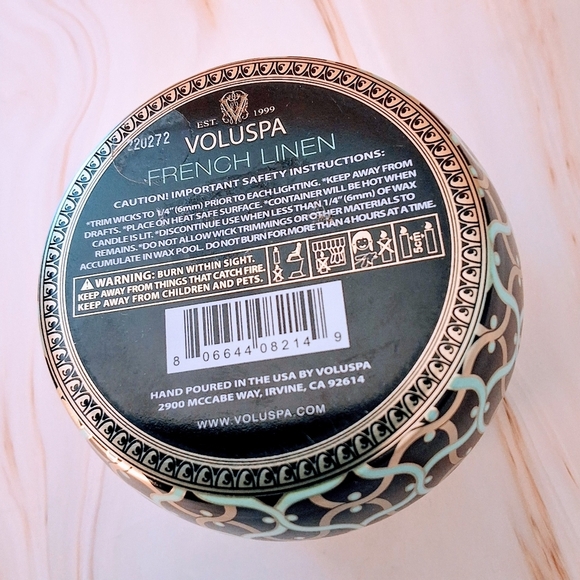 EST. 1999
220272
VOLUSPA
FRENCH LINEN
CAUTION! IMPORTANT SAFETY INSTRUCTIONS:
*TRIM WICKS TO 1/4" (6mm) PRIOR TO EACH LIGHTING. *KEEP AWAY FROM
DRAFTS. *PLACE ON HEAT SAFE SURFACE. *CONTAINER WILL BE HOT WHEN
CANDLE IS LIT. *DISCONTINUE USE WHEN LESS THAN 1/4" (6mm) OF WAX
REMAINS. *DO NOT ALLOW WICK TRIMMINGS OR OTHER MATERIALS TO
ACCUMULATE IN WAX POOL. DO NOT BURN FOR MORE THAN 4 HOURS AT A TIME.
WARNING: BURN WITHIN SIGHT.
KEEP AWAY FROM THINGS THAT CATCH FIRE.
KEEP AWAY FROM CHILDREN AND PETS.
5cm
8 06644 08214 9
HAND POURED IN THE USA BY VOLUSPA
2900 MCCABE WAY, IRVINE, CA 92614
WWW.VOLUSPA.COM